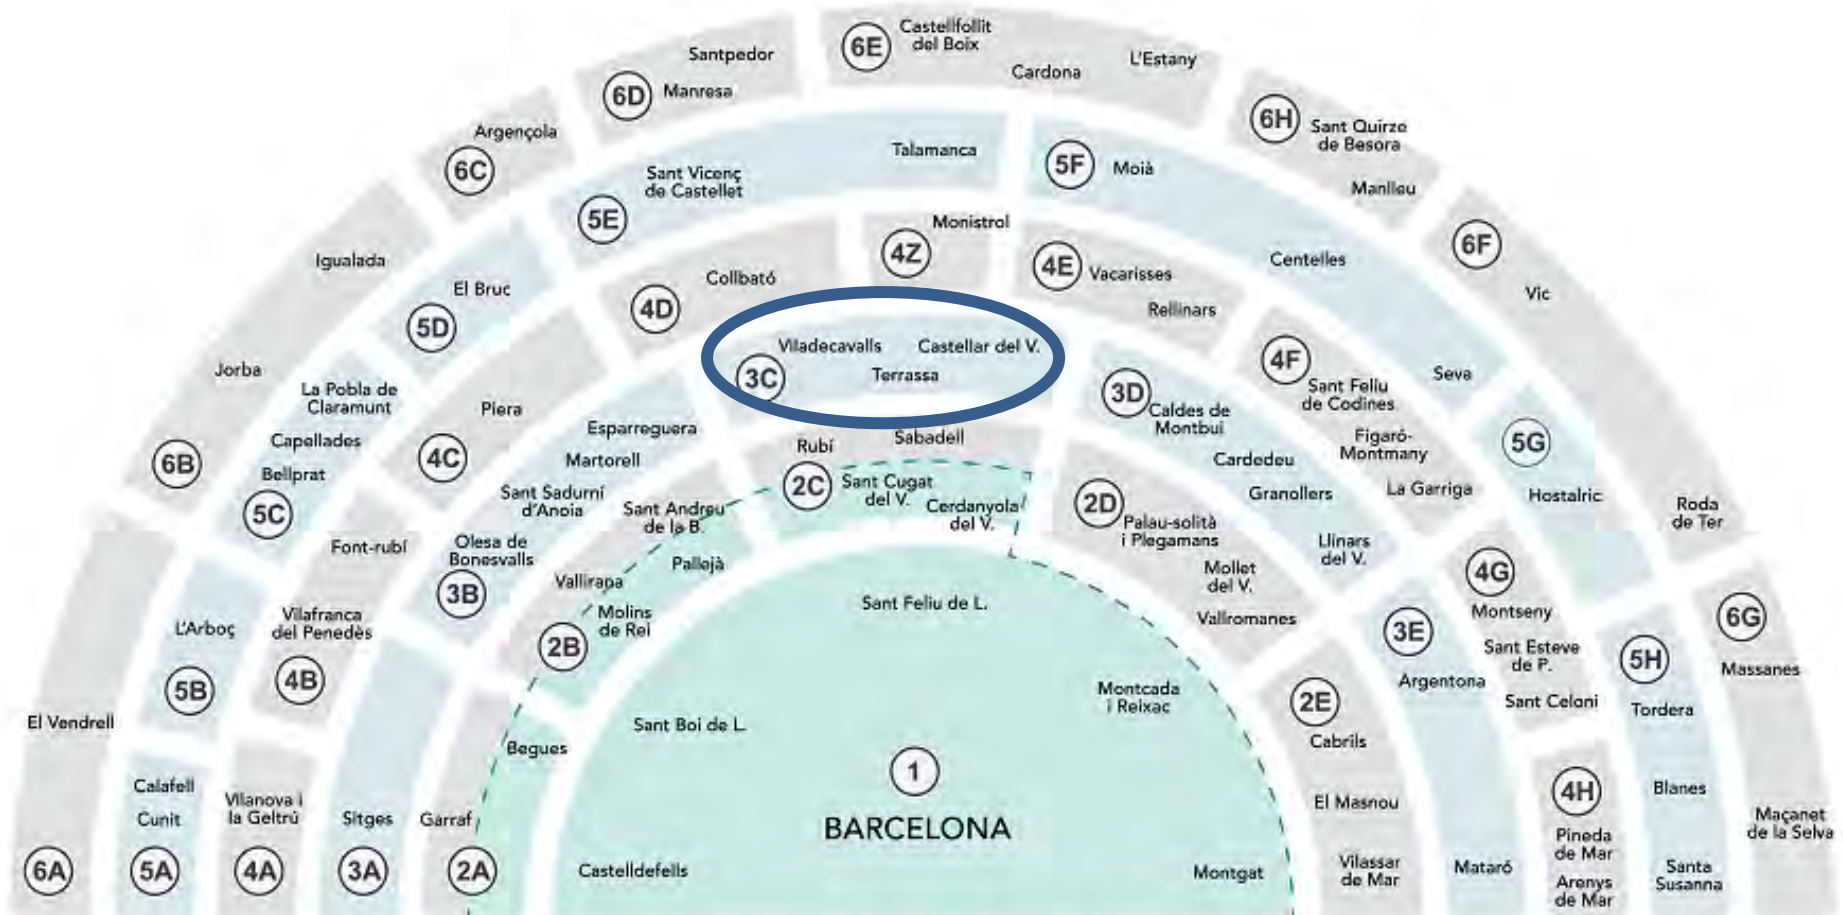 6E
Castellfollit
del Boix
Cardona
L'Estany
Santpedor
6D
Manresa
6H
Sant Quirze
de Besora
Manlleu
Argençola
6C
Talamanca
5F
Moià
Sant Vicenç
de Castellet
5E
6F
Vic
Igualada
Monistrol
4Z
4E
Vacarisses
Rellinars
Centelles
El Bruc
5D
Collbató
4D
Viladecavalls
Castellar del V.
3C
Terrassa
Jorba
La Pobla de
Claramunt
Capellades
Bellprat
5C
6B
Piera
4C
Esparreguera
Martorell
Sant Sadurní
d'Anoia
Olesa de
Bonesvalls
3B
4F
Sant Feliu
de Codines
Figaró-
Montmany
La Garriga
Seva
3D
Caldes de
Montbui
Cardedeu
Granollers
Llinars
del V.
5G
Hostalric
Roda
de Ter
Rubí
Sabadell
2C
Sant Cugat
del V.
Cerdanyola
del V.
Sant Andreu
de la B.
Pallejà
Vallirapa
Molins
de Rei
2B
2D
Palau-solità
i Plegamans
Mollet
del V.
Vallromanes
Font-rubí
Vilafranca
del Penedès
4B
L'Arboç
5B
4G
Montseny
Sant Esteve
de P.
Sant Celoni
3E
Argentona
Mataró
6G
Massanes
Maçanet
de la Selva
5H
Tordera
Blanes
Santa
Susanna
El Vendrell
6A
Calafell
Cunit
5A
Vilanova i
la Geltrú
4A
Sitges
3A
Garraf
2A
Begues
Sant Feliu de L.
Sant Boi de L.
Montcada
i Reixac
1
BARCELONA
Castelldefells
Montgat
2E
Cabrils
El Masnou
Vilassar
de Mar
4H
Pineda
de Mar
Arenys
de Mar